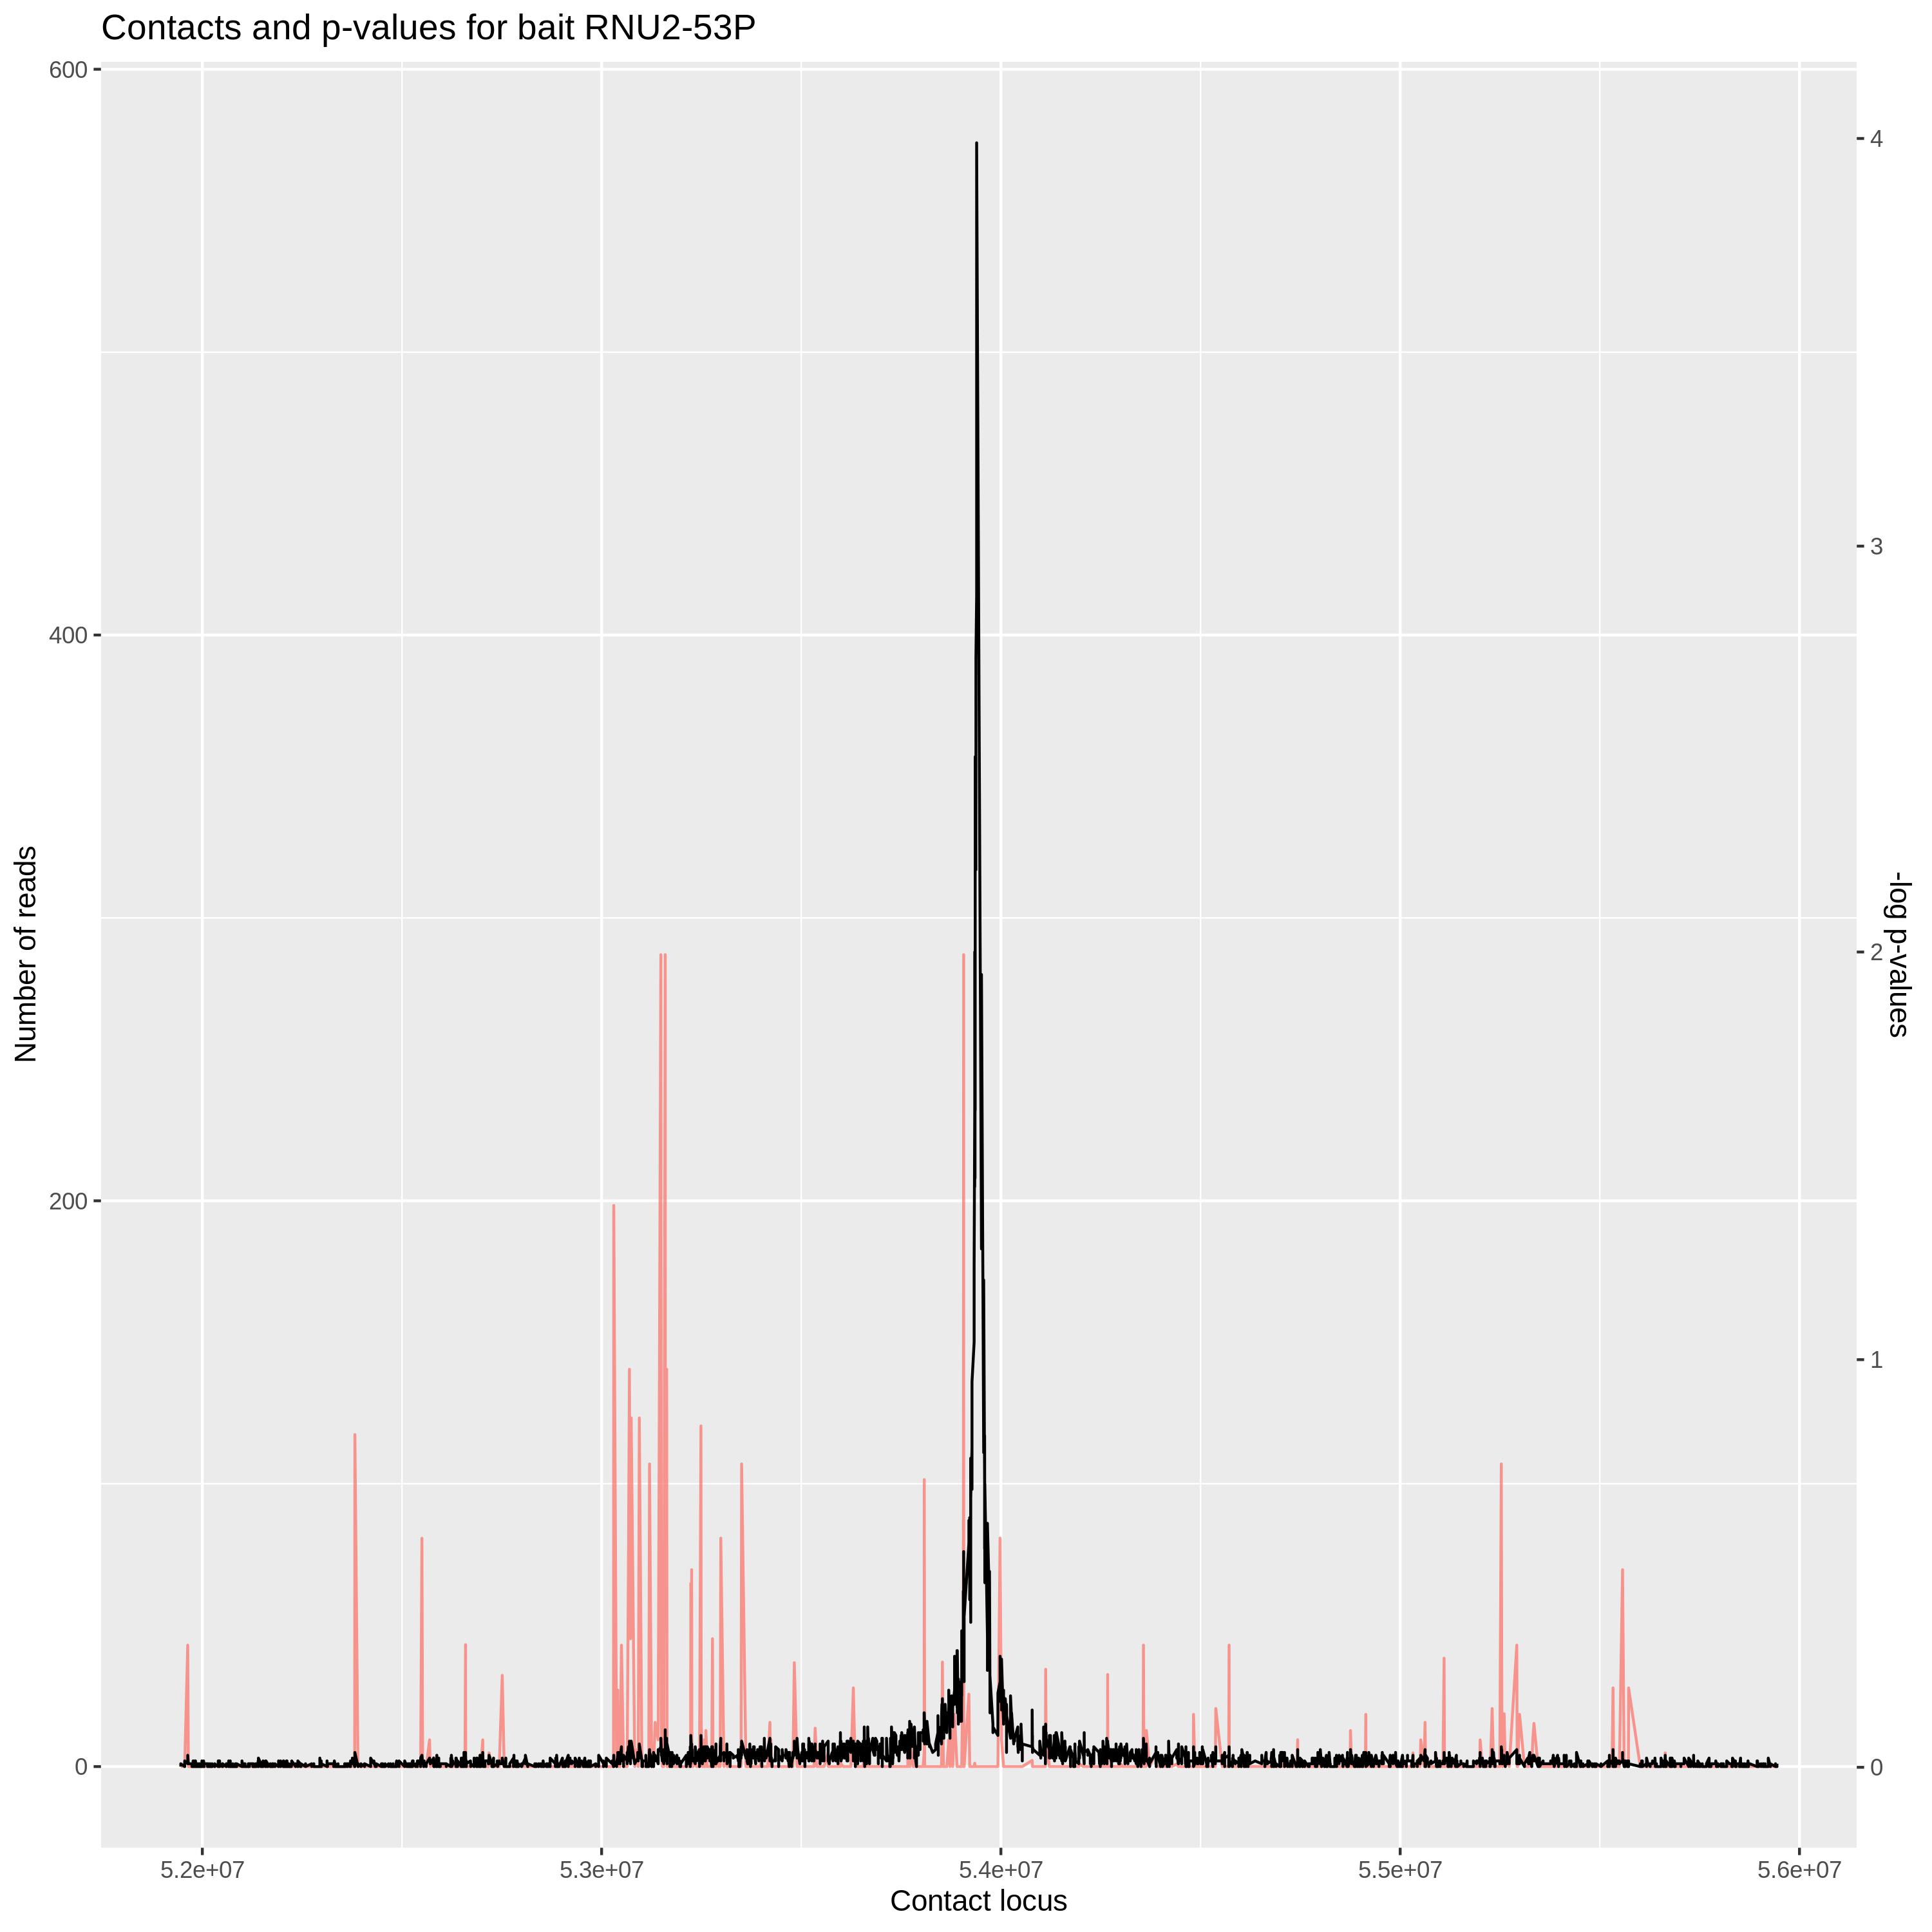 Contacts and p-values for bait RNU2-53P
600
400
200
0
Number of reads
4
3
2
1
0
-log p-values
5.2e+07 5.3e+07 5.4e+07 5.5e+07 5.6e+07
Contact locus